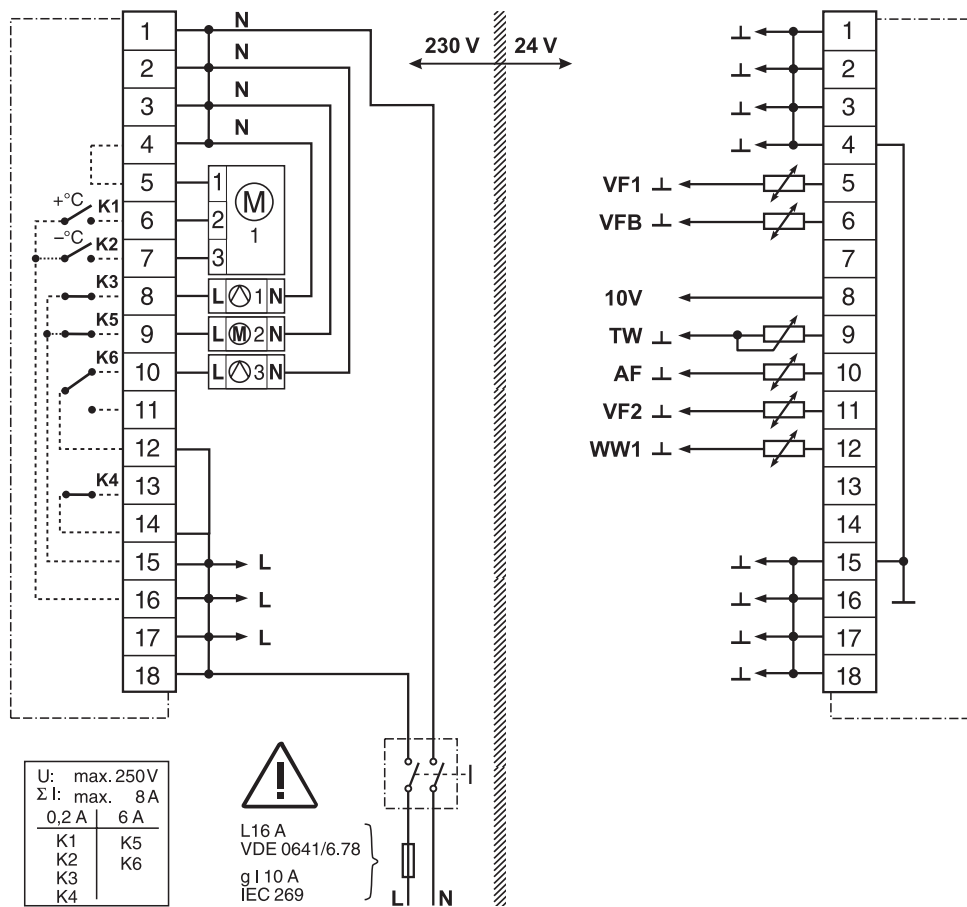 1 N 230 V 24 V 1
2 N 2
3 N 3
4 N 4
5 1 M VF1 5
+°C K1 6 2 1 VFB 6
–°C K2 7 3 7
K3 8 L 1 N 10V 8
K5 9 L M 2 N TW 9
K6 10 L 3 N AF 10
11 VF2 11
12 WW1 12
K4 13 13
14 14
15 L 15
16 L 16
17 L 17
18 18
U: max. 250 V
Σ I: max. 8 A
0,2 A 6 A
K1 K5
K2 K6
K3
K4
!
L16 A
VDE 0641/6.78
g I 10 A
IEC 269
L N